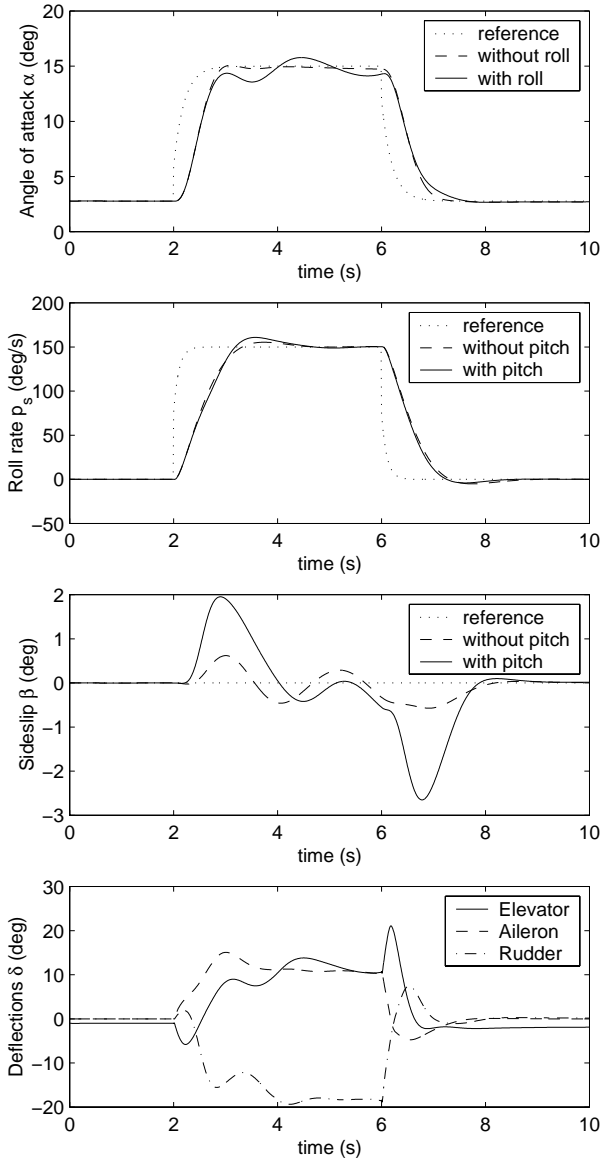 20
15
10
5
0
Angle of attack α (deg)
reference
without roll
with roll
0 2 4 6 8 10
time (s)
200
150
100
50
0
−50
Roll rate p_s (deg/s)
reference
without pitch
with pitch
0 2 4 6 8 10
time (s)
2
1
0
−1
−2
−3
Sideslip β (deg)
reference
without pitch
with pitch
0 2 4 6 8 10
time (s)
30
20
10
0
−10
−20
Deflections δ (deg)
Elevator
Aileron
Rudder
0 2 4 6 8 10
time (s)